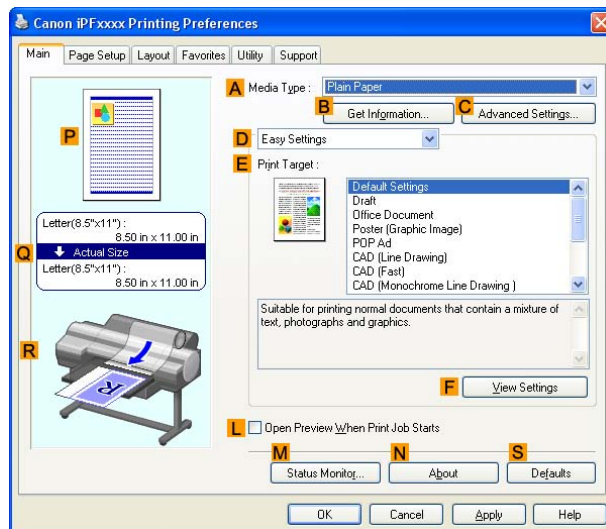 Canon iPFxxxx Printing Preferences
Main Page Setup Layout Favorites Utility Support
A Media Type : Plain Paper
B Get Information... C Advanced Settings...
D Easy Settings
E Print Target :
Default Settings
Draft
Office Document
Poster (Graphic Image)
POP Ad
CAD (Line Drawing)
CAD (Fast)
CAD (Monochrome Line Drawing )
Suitable for printing normal documents that contain a mixture of
text, photographs and graphics.
F View Settings
P
Q
Letter(8.5"x11") :
8.50 in x 11.00 in
Actual Size
Letter(8.5"x11") :
8.50 in x 11.00 in
R
R
L Open Preview When Print Job Starts
M Status Monitor... N About S Defaults
OK Cancel Apply Help